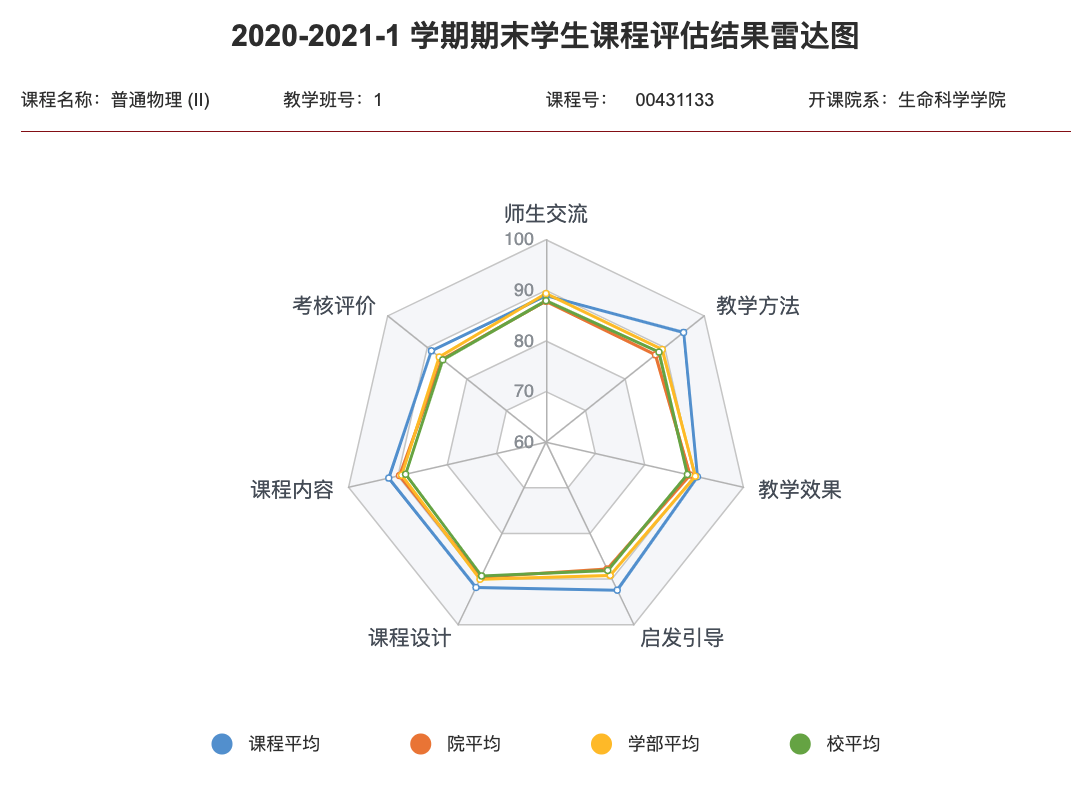 2020-2021-1 学期期末学生课程评估结果雷达图
课程名称：普通物理 (II) 教学班号：1 课程号： 00431133 开课院系：生命科学学院
师生交流
100
考核评价
90
教学方法
80
70
60
课程内容
教学效果
课程设计
启发引导
课程平均 院平均 学部平均 校平均